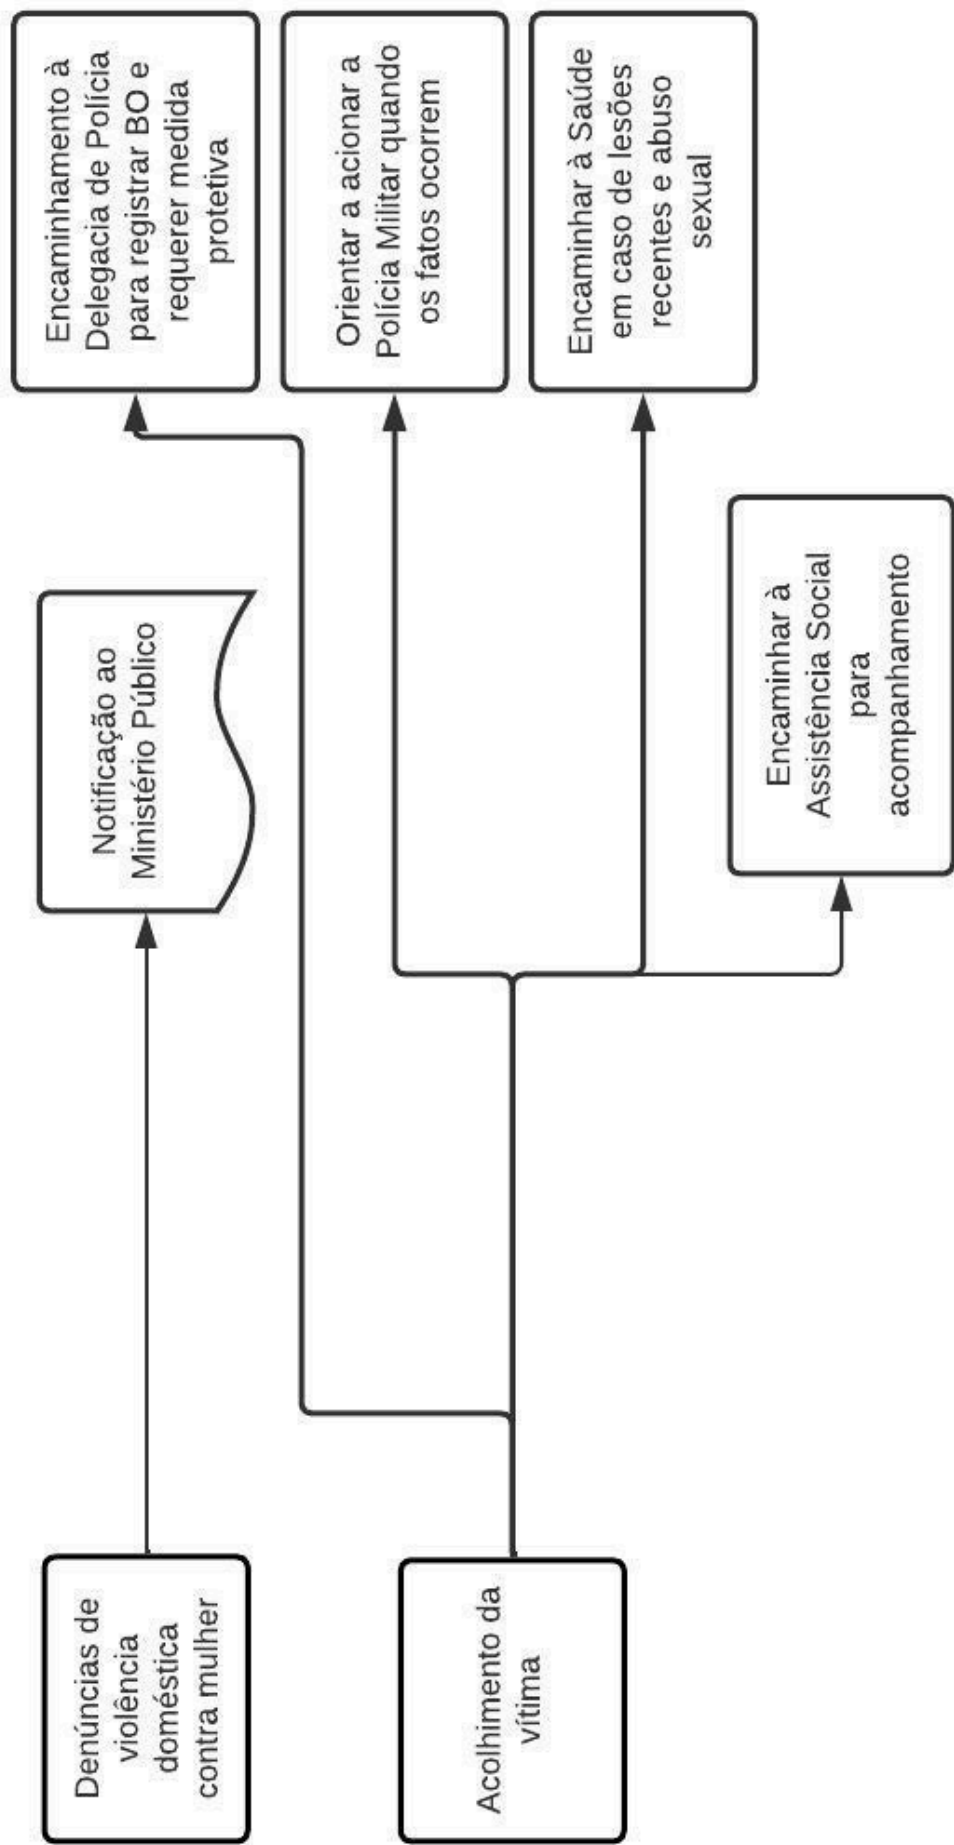 Denúncias de
violência
doméstica
contra mulher
Notificação ao
Ministério Público
Encaminhamento à
Delegacia de Polícia
para registrar BO e
requerer medida
protetiva
Acolhimento da
vítima
Orientar a acionar a
Polícia Militar quando
os fatos ocorrem
Encaminhar à Saúde
em caso de lesões
recentes e abuso
sexual
Encaminhar à
Assistência Social
para
acompanhamento